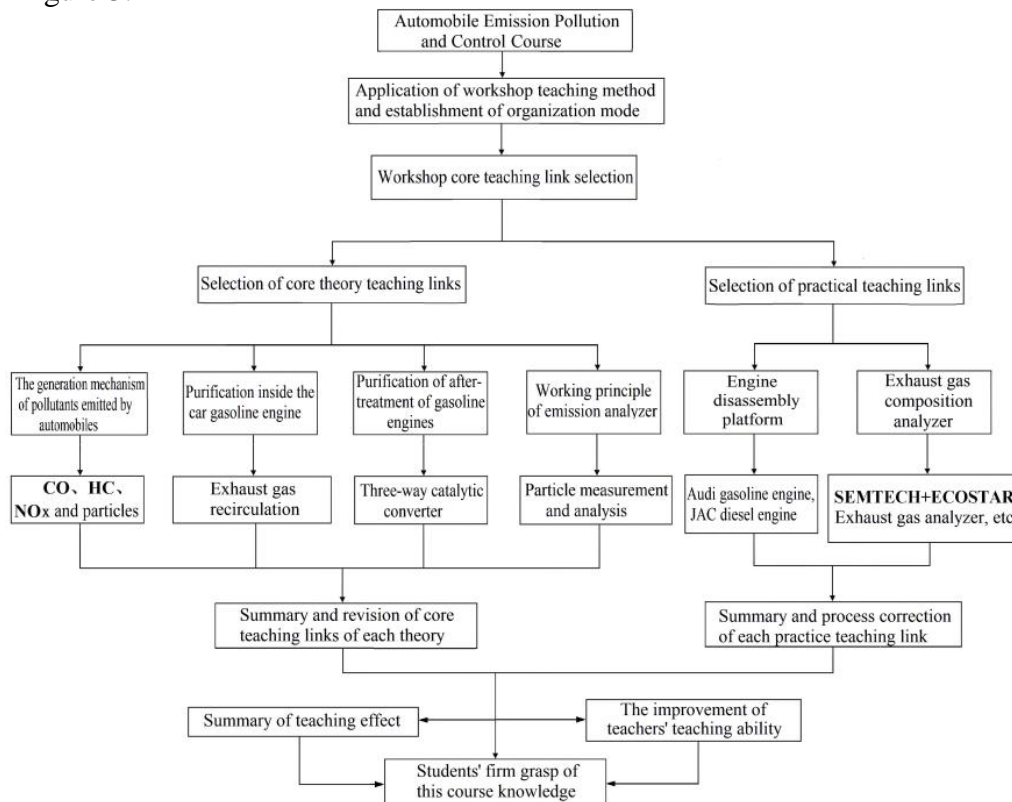 Automobile Emission Pollution
and Control Course
Application of workshop teaching method
and establishment of organization mode
Workshop core teaching link selection
Selection of core theory teaching links
Selection of practical teaching links
The generation mechanism
of pollutants emitted by
automobiles
Purification inside the
car gasoline engine
Purification of after-
treatment of gasoline
engines
Working principle
of emission analyzer
Engine
disassembly
platform
Exhaust gas
composition
analyzer
CO、HC、
NOx and particles
Exhaust gas
recirculation
Three-way catalytic
converter
Particle measurement
and analysis
Audi gasoline engine,
JAC diesel engine
SEMTECH+ECOSTAR
Exhaust gas analyzer, etc
Summary and revision of core
teaching links of each theory
Summary and process correction
of each practice teaching link
Summary of teaching effect
The improvement of
teachers' teaching ability
Students' firm grasp of
this course knowledge